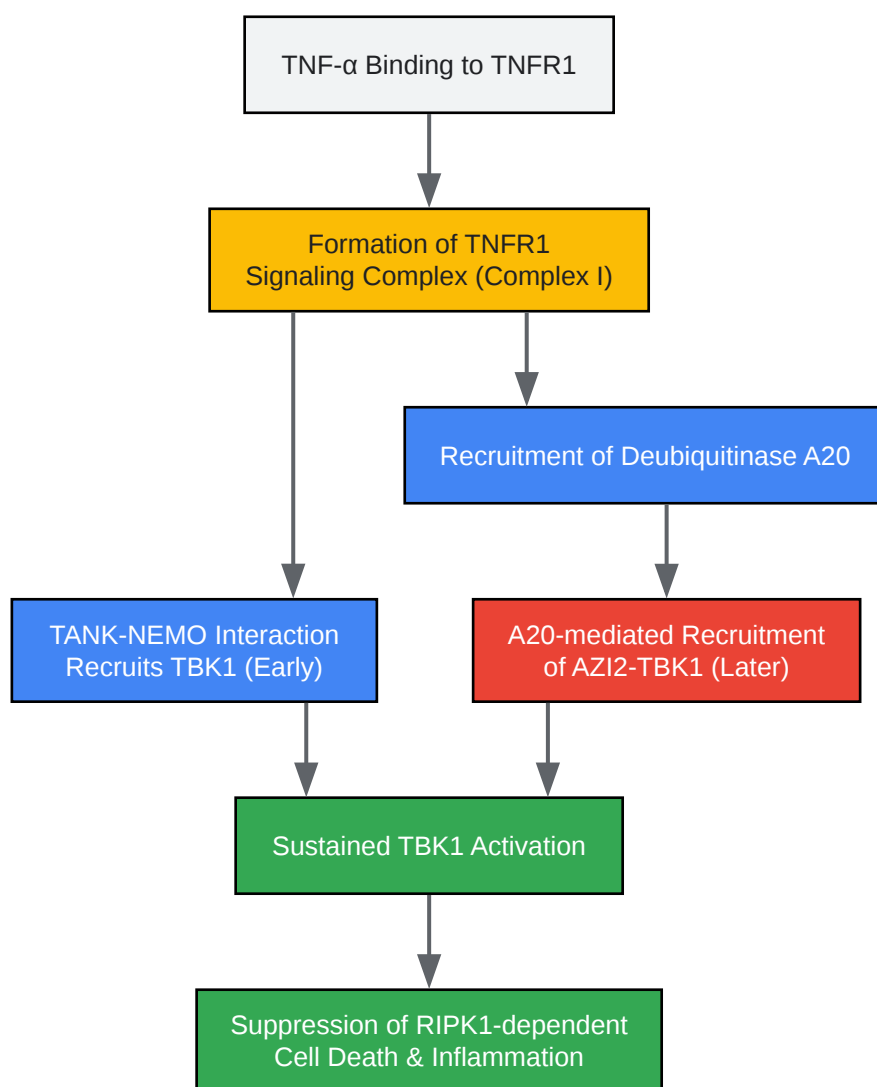 TNF-α Binding to TNFR1
Formation of TNFR1
Signaling Complex (Complex I)
Recruitment of Deubiquitinase A20
TANK-NEMO Interaction
Recruits TBK1 (Early)
A20-mediated Recruitment
of AZI2-TBK1 (Later)
Sustained TBK1 Activation
Suppression of RIPK1-dependent
Cell Death & Inflammation